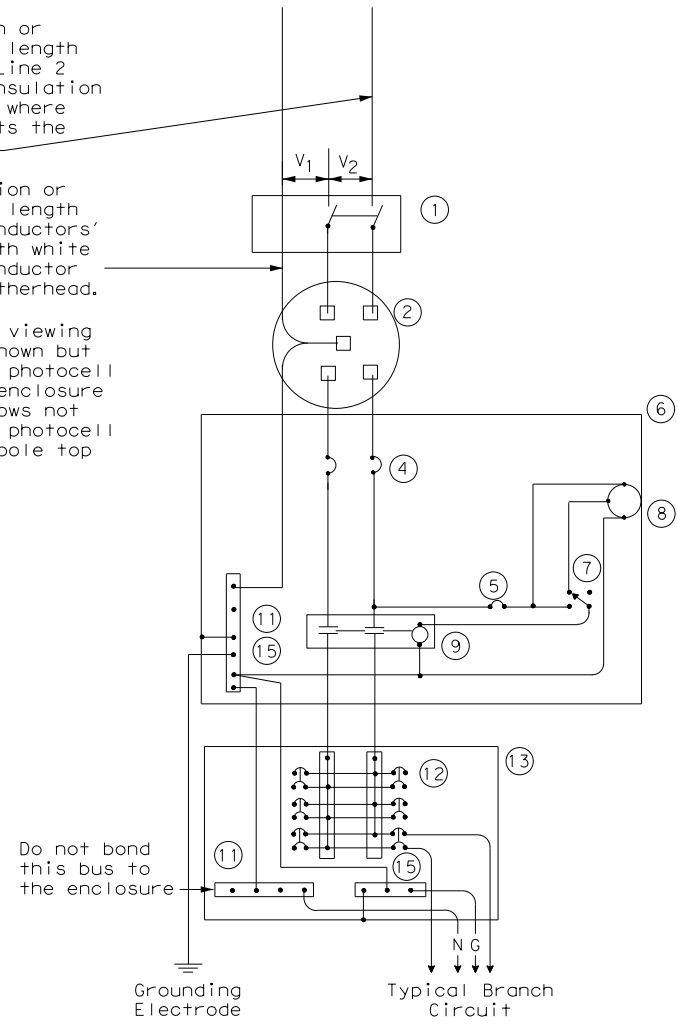 n or
length
Line 2
nsulation
where
ts the
ion or
length
nductors'
th white
nductor
therhead.
viewing
hown but
photocell
enclosure
ows not
photocell
pole top
V1 V2
1
2
6
4
8
7
5
11
9
15
13
12
Do not bond
this bus to
the enclosure
11
15
N G
Grounding
Electrode
Typical Branch
Circuit